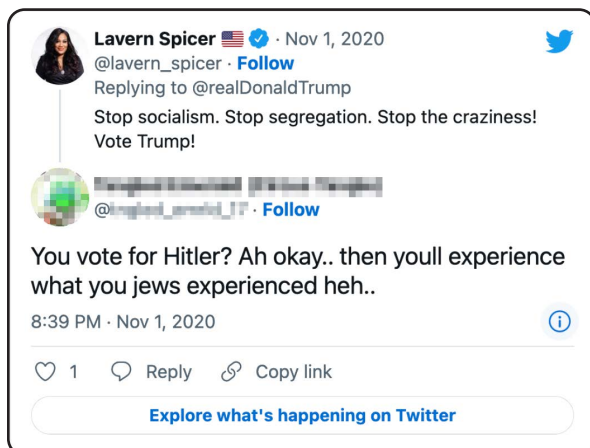 Lavern Spicer · Nov 1, 2020
@lavern_spicer · Follow
Replying to @realDonaldTrump
Stop socialism. Stop segregation. Stop the craziness!
Vote Trump!
@ · Follow
You vote for Hitler? Ah okay.. then youll experience
what you jews experienced heh..
8:39 PM · Nov 1, 2020
1 Reply Copy link
Explore what's happening on Twitter